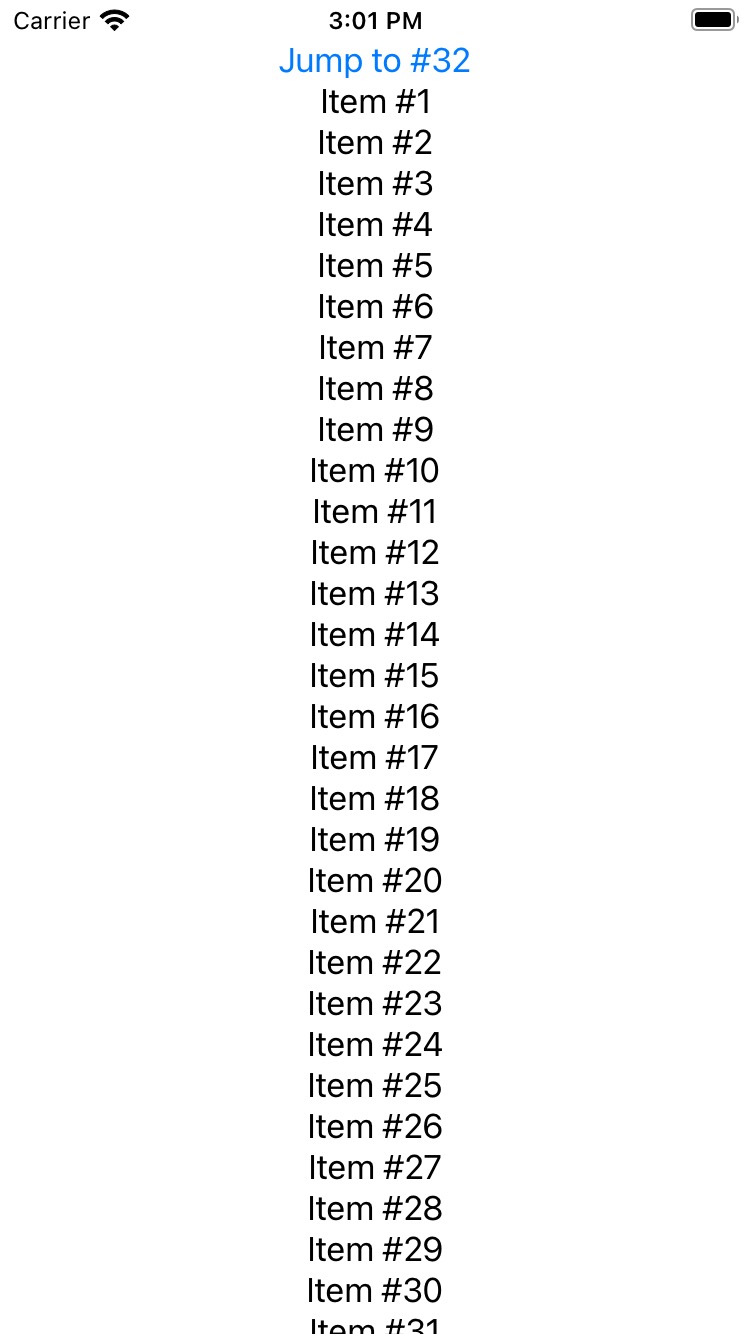 Carrier 3:01 PM
Jump to #32
Item #1
Item #2
Item #3
Item #4
Item #5
Item #6
Item #7
Item #8
Item #9
Item #10
Item #11
Item #12
Item #13
Item #14
Item #15
Item #16
Item #17
Item #18
Item #19
Item #20
Item #21
Item #22
Item #23
Item #24
Item #25
Item #26
Item #27
Item #28
Item #29
Item #30
Item #31